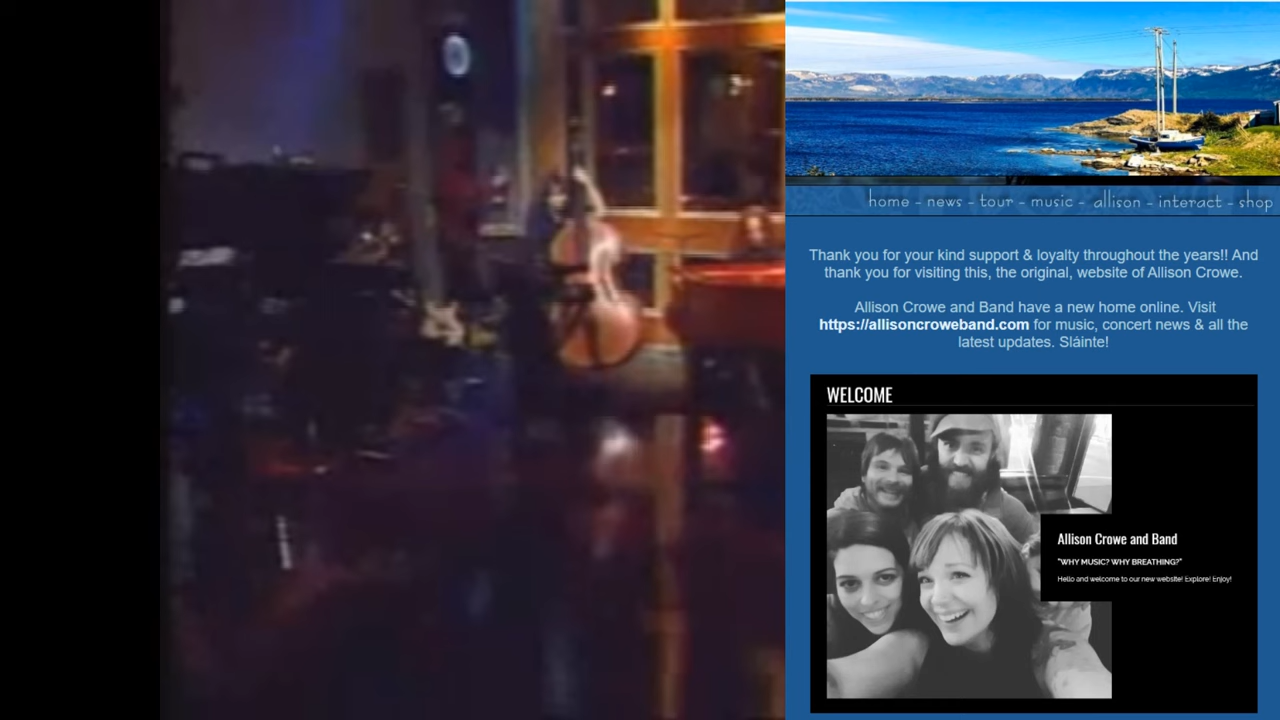 home - news - tour - music - allison - interact - shop
Thank you for your kind support & loyalty throughout the years!! And
thank you for visiting this, the original, website of Allison Crowe.
Allison Crowe and Band have a new home online. Visit
https://allisoncroweband.com for music, concert news & all the
latest updates. Sláinte!
WELCOME
Allison Crowe and Band
"WHY MUSIC? WHY BREATHING?"
Hello and welcome to our new website! Explore! Enjoy!